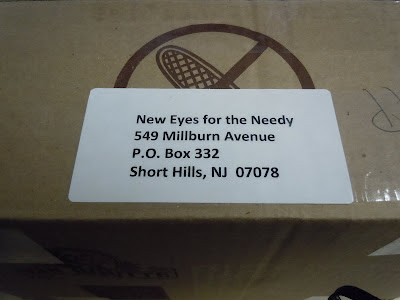 New Eyes for the Needy
549 Millburn Avenue
P.O. Box 332
Short Hills, NJ  07078